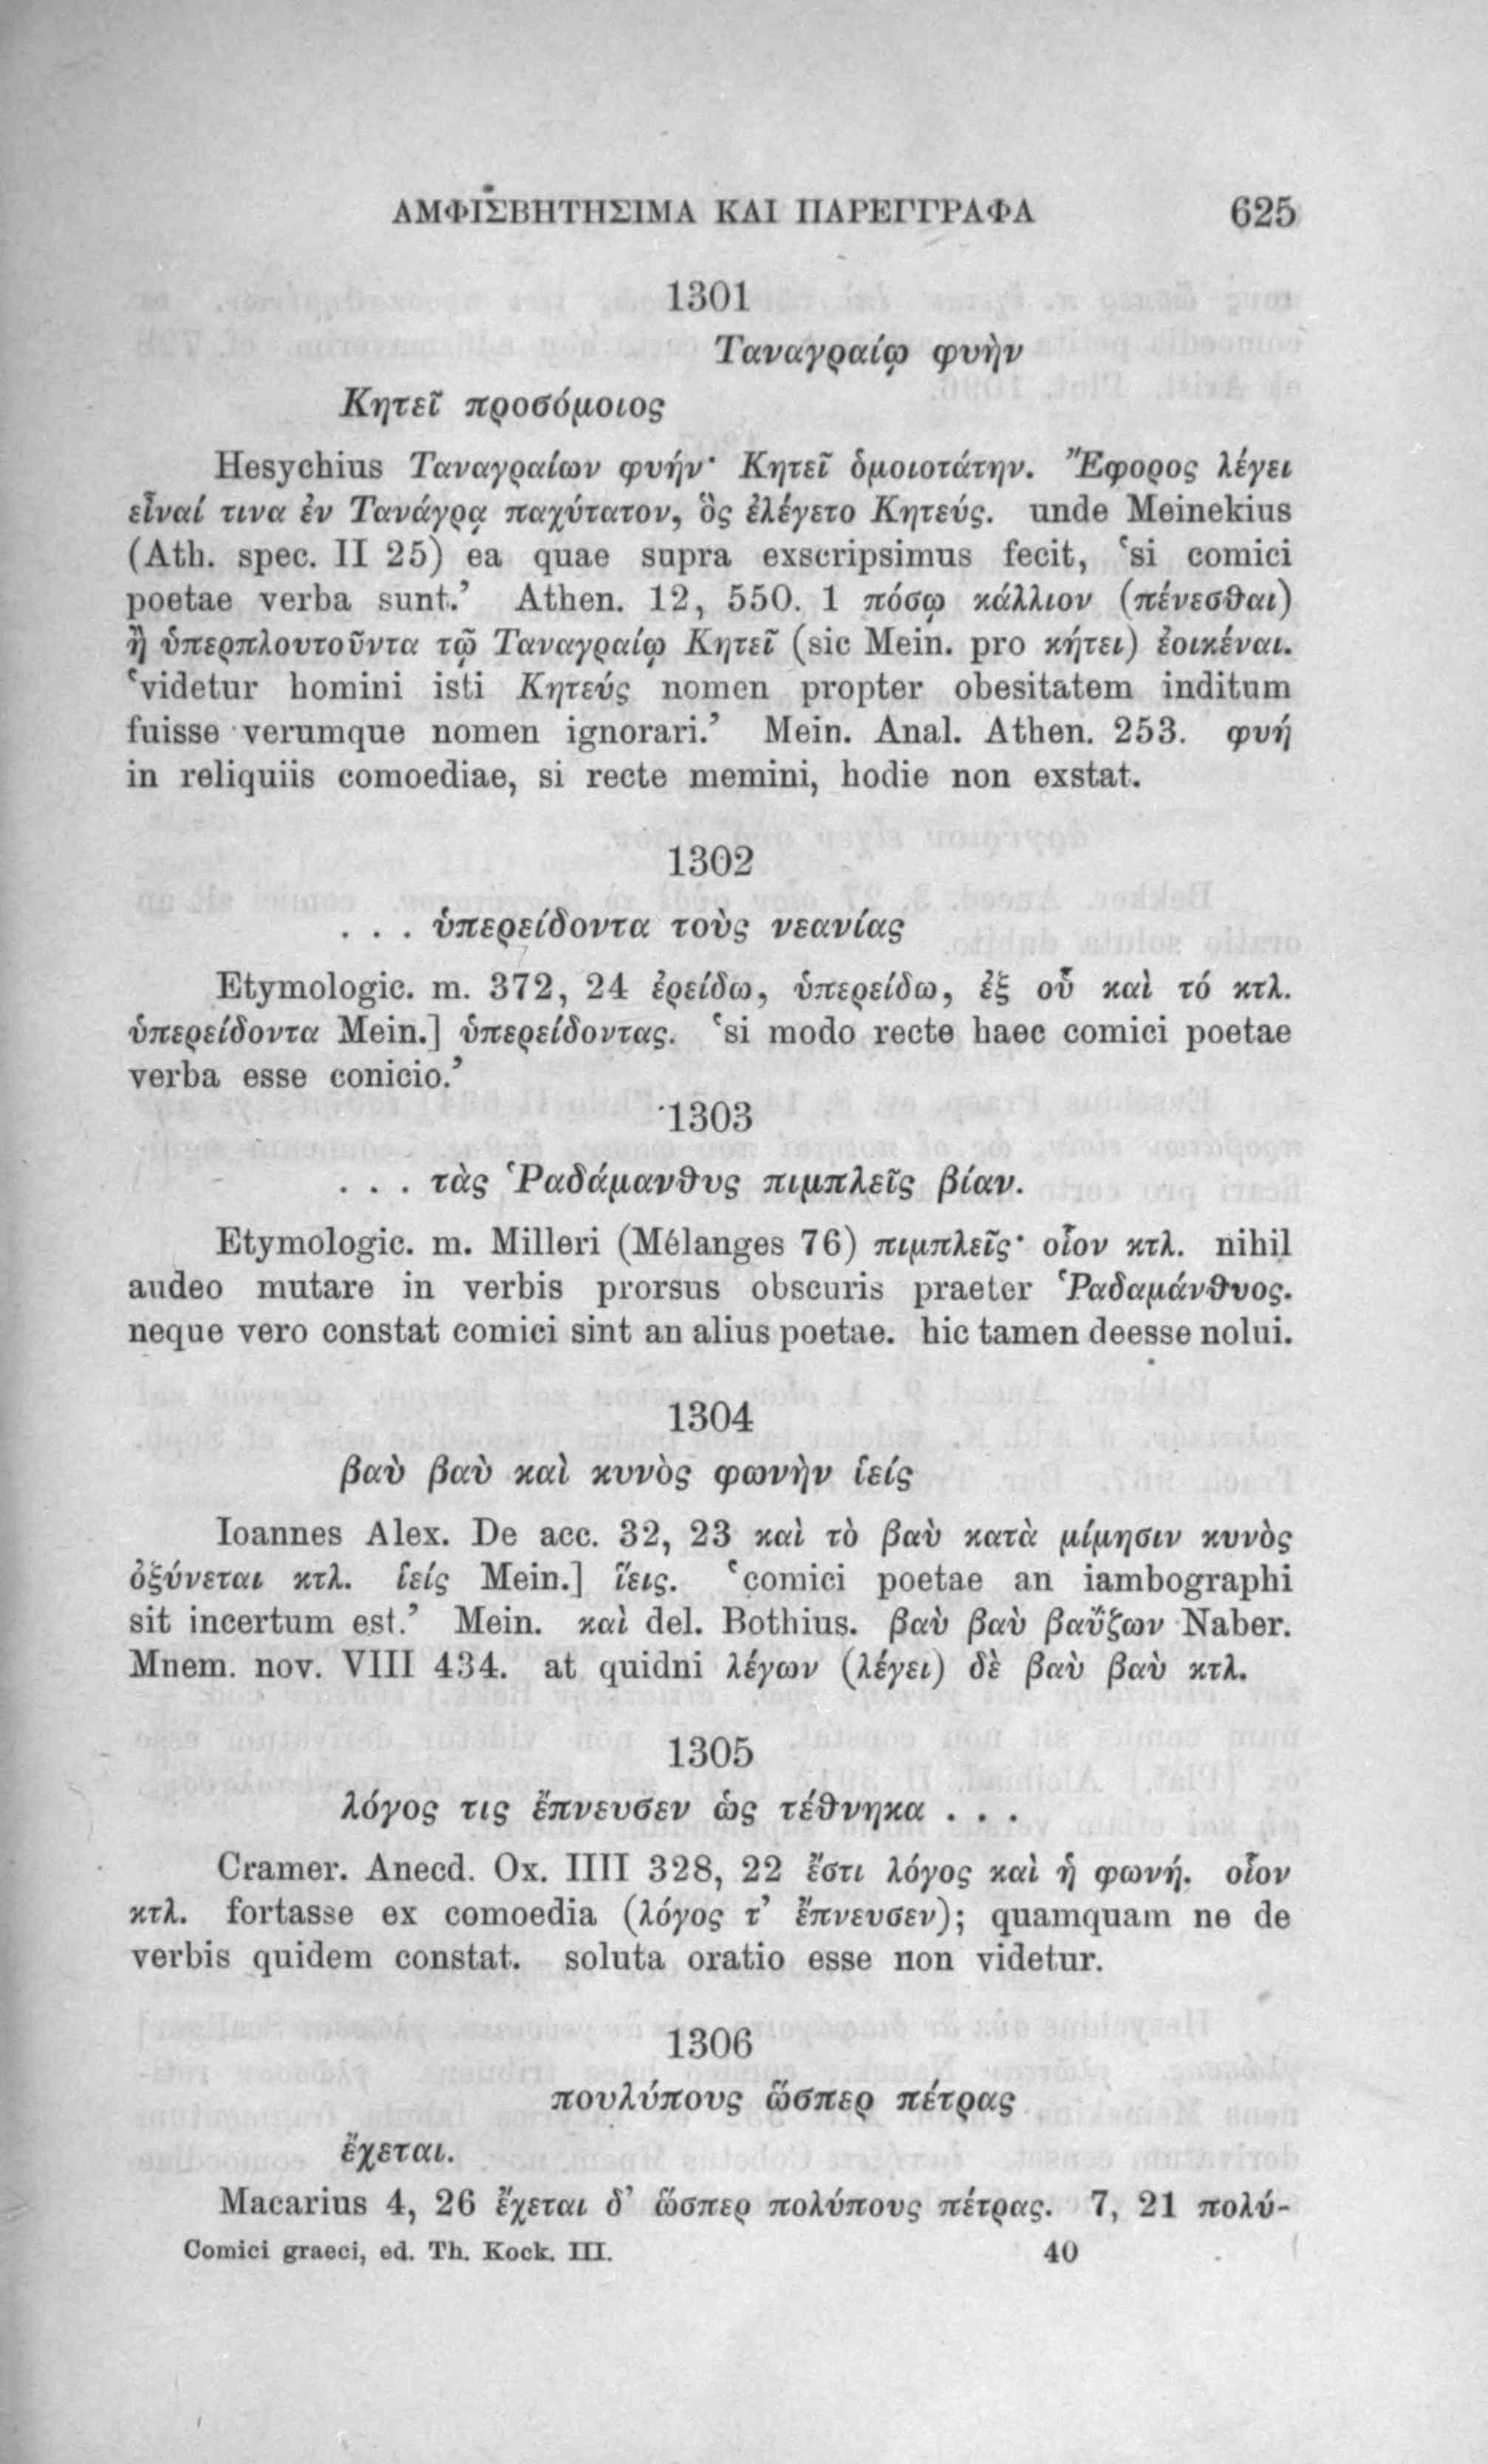 ΑΜΦΙΣΒΗΤΗΣΙΜΑ ΚΑΙ ΠΑΡΕΓΓΡΑΦΑ 625
1301
Ταναγραίῳ φυὴν
Κητεῖ προσόμοιος
Hesychius Ταναγραίων φυήν· Κητεῖ ὁμοιοτάτην. Ἔφορος λέγει
εἶναί τινα ἐν Τανάγρᾳ παχύτατον, ὃς ἐλέγετο Κητεύς. unde Meinekius
(Ath. spec. II 25) ea quae supra exscripsimus fecit, ‘si comici
poetae verba sunt.’ Athen. 12, 550. 1 πόσῳ κάλλιον (πένεσθαι)
ἢ ὑπερπλουτοῦντα τῷ Ταναγραίῳ Κητεῖ (sic Mein. pro κήτει) ἐοικέναι.
‘videtur homini isti Κητεύς nomen propter obesitatem inditum
fuisse verumque nomen ignorari.’ Mein. Anal. Athen. 253. φυή
in reliquiis comoediae, si recte memini, hodie non exstat.
1302
. . . ὑπερείδοντα τοὺς νεανίας
Etymologic. m. 372, 24 ἐρείδω, ὑπερείδω, ἐξ οὗ καὶ τό κτλ.
ὑπερείδοντα Mein.] ὑπερείδοντας. ‘si modo recte haec comici poetae
verba esse conicio.’
1303
. . . τὰς Ῥαδάμανθυς πιμπλεῖς βίαν.
Etymologic. m. Milleri (Mélanges 76) πιμπλεῖς· οἷον κτλ. nihil
audeo mutare in verbis prorsus obscuris praeter Ῥαδαμάνθυος.
neque vero constat comici sint an alius poetae. hic tamen deesse nolui.
1304
βαὺ βαὺ καὶ κυνὸς φωνὴν ἱείς
Ioannes Alex. De acc. 32, 23 καὶ τὸ βαὺ κατὰ μίμησιν κυνὸς
ὀξύνεται κτλ. ἱείς Mein.] ἵεις. ‘comici poetae an iambographi
sit incertum est.’ Mein. καὶ del. Bothius. βαὺ βαὺ βαΰζων Naber.
Mnem. nov. VIII 434. at quidni λέγων (λέγει) δὲ βαὺ βαὺ κτλ.
1305
λόγος τις ἔπνευσεν ὡς τέθνηκα . . .
Cramer. Anecd. Ox. IIII 328, 22 ἔστι λόγος καὶ ἡ φωνή. οἷον
κτλ. fortasse ex comoedia (λόγος τ’ ἔπνευσεν); quamquam ne de
verbis quidem constat. soluta oratio esse non videtur.
1306
πουλύπους ὥσπερ πέτρας
ἔχεται.
Macarius 4, 26 ἔχεται δ’ ὥσπερ πολύπους πέτρας. 7, 21 πολύ-
Comici graeci, ed. Th. Kock. III. 40